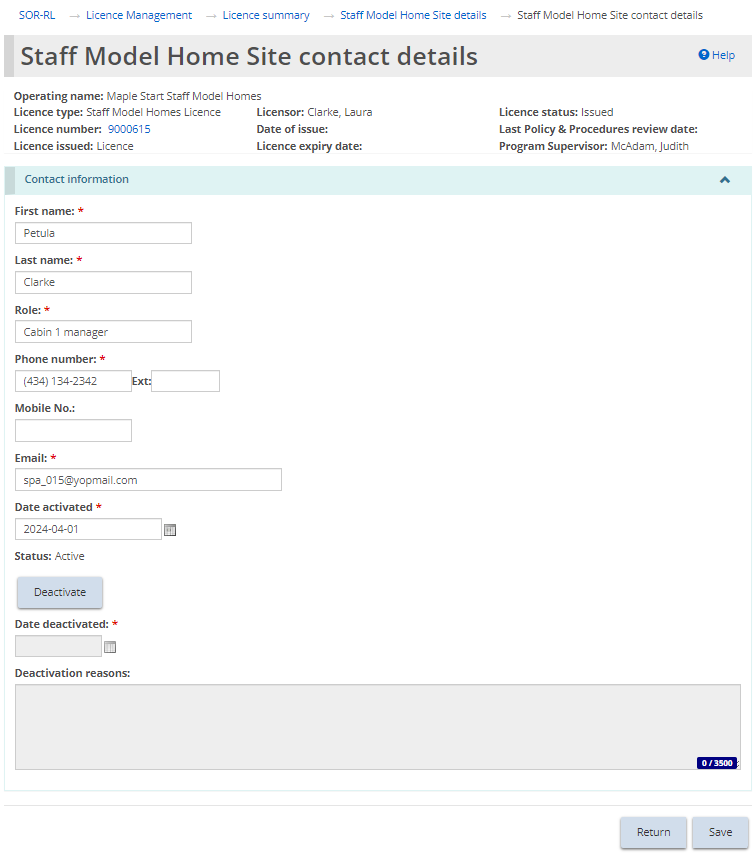 SOR-RL → Licence Management → Licence summary → Staff Model Home Site details → Staff Model Home Site contact details
Staff Model Home Site contact details
Help
Operating name: Maple Start Staff Model Homes
Licence type: Staff Model Homes Licence Licensor: Clarke, Laura Licence status: Issued
Licence number: 9000615 Date of issue: Last Policy & Procedures review date:
Licence issued: Licence Licence expiry date: Program Supervisor: McAdam, Judith
Contact information
First name: *
Petula
Last name: *
Clarke
Role: *
Cabin 1 manager
Phone number: *
(434) 134-2342 Ext:
Mobile No.:
Email: *
spa_015@yopmail.com
Date activated *
2024-04-01
Status: Active
Deactivate
Date deactivated: *
Deactivation reasons:
0 / 3500
Return Save